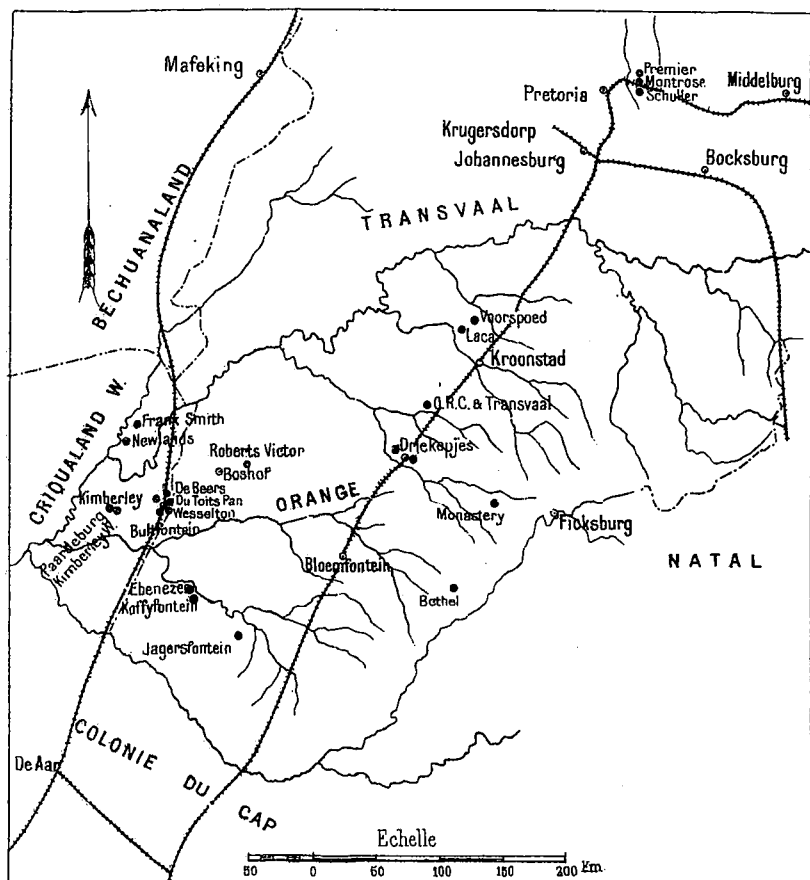 Mafeking
Premier
Montrose
Schuller
Middelburg
Pretoria
Krugersdorp
Johannesburg
Bocksburg
TRANSVAAL
BECHUANALAND
Voorspoed
Laca
Kroonstad
O.R.C. & Transvaal
CRIQUALAND W.
Frank Smith
Newlands
Roberts Victor
Boshof
Driekopjes
De Beers
Du Toits Pan
Wesselton
Kimberley
Bultfontein
Paardeburg
Kimberley W.
ORANGE
Monastery
Ficksburg
NATAL
Bloemfontein
Ebenezer
Koffyfontein
Bethel
Jagersfontein
COLONIE DU CAP
De Aar
Echelle
50 0 50 100 150 200 Km.